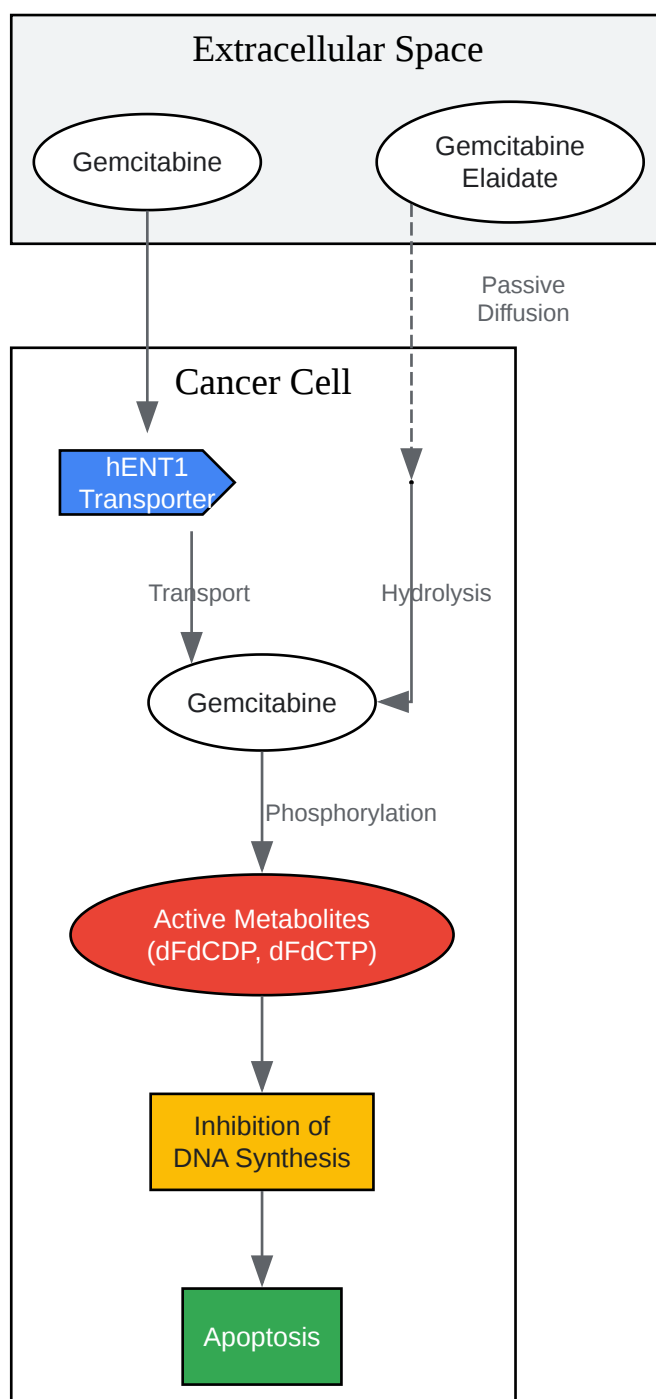 Extracellular Space
Gemcitabine
Gemcitabine
Elaidate
Passive
Diffusion
Cancer Cell
hENT1
Transporter
Transport
Hydrolysis
Gemcitabine
Phosphorylation
Active Metabolites
(dFdCDP, dFdCTP)
Inhibition of
DNA Synthesis
Apoptosis